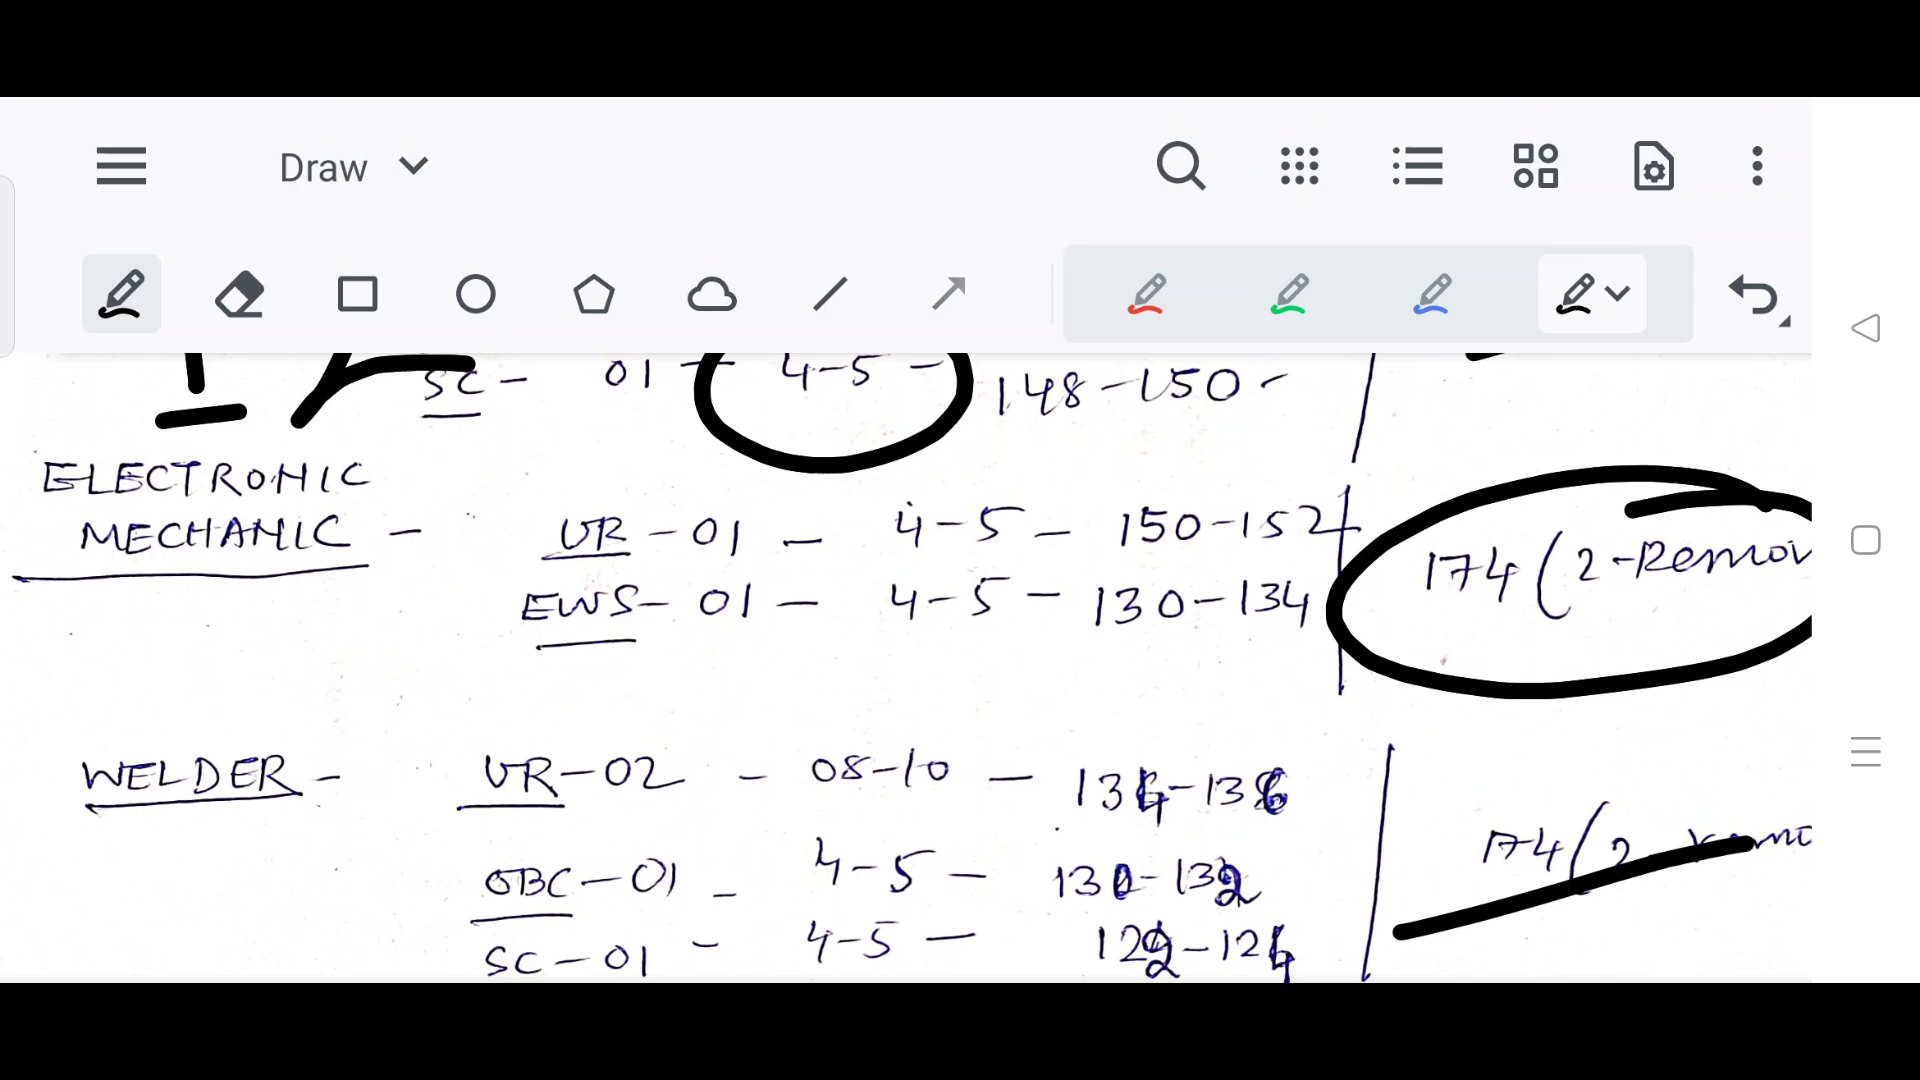 Draw
SC - 01 - 4-5 - 148-150 -
ELECTRONIC
MECHANIC - UR - 01 - 4-5 - 150-152
EWS - 01 - 4-5 - 130-134
174 (2-Remov
WELDER - UR-02 - 08-10 - 134-136
OBC-01 - 4-5 - 130-132
SC-01 - 4-5 - 122-124
174 (2-